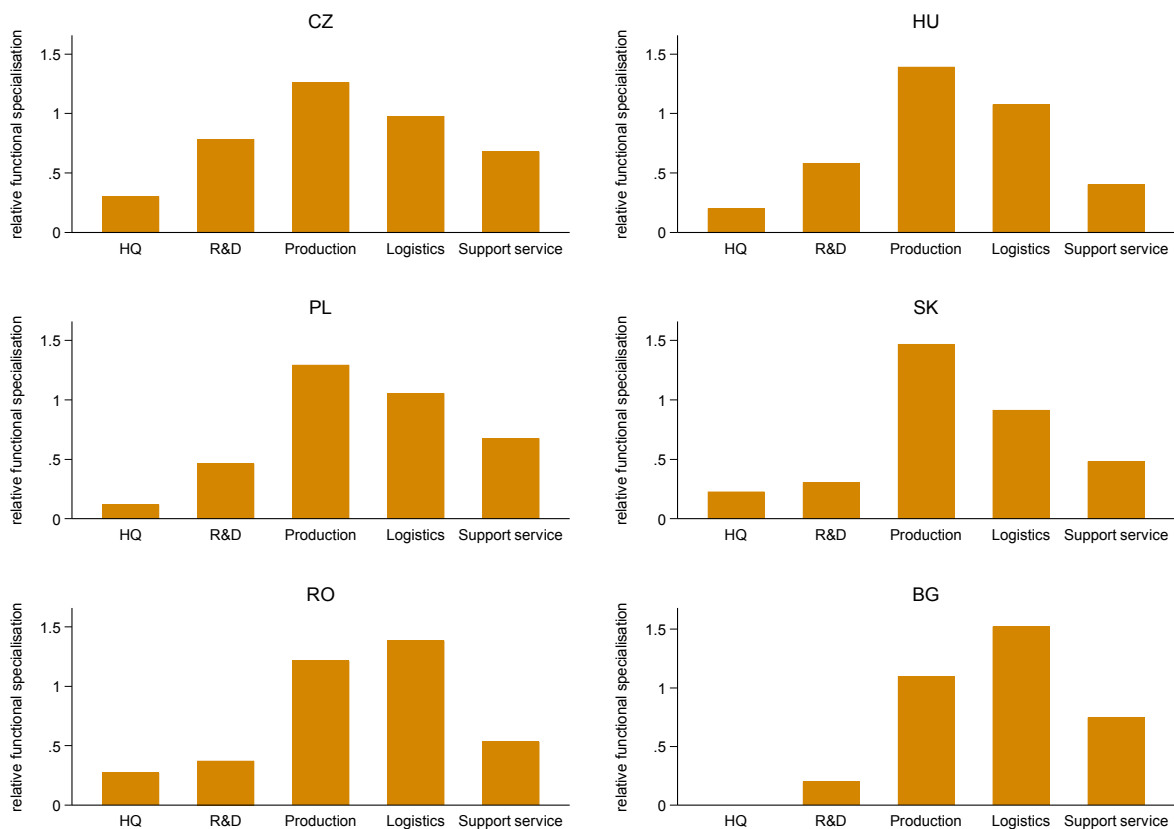 CZ
relative functional specialisation
1.5
1
.5
0
HQ R&D Production Logistics Support service
HU
relative functional specialisation
1.5
1
.5
0
HQ R&D Production Logistics Support service
PL
relative functional specialisation
1.5
1
.5
0
HQ R&D Production Logistics Support service
SK
relative functional specialisation
1.5
1
.5
0
HQ R&D Production Logistics Support service
RO
relative functional specialisation
1.5
1
.5
0
HQ R&D Production Logistics Support service
BG
relative functional specialisation
1.5
1
.5
0
HQ R&D Production Logistics Support service